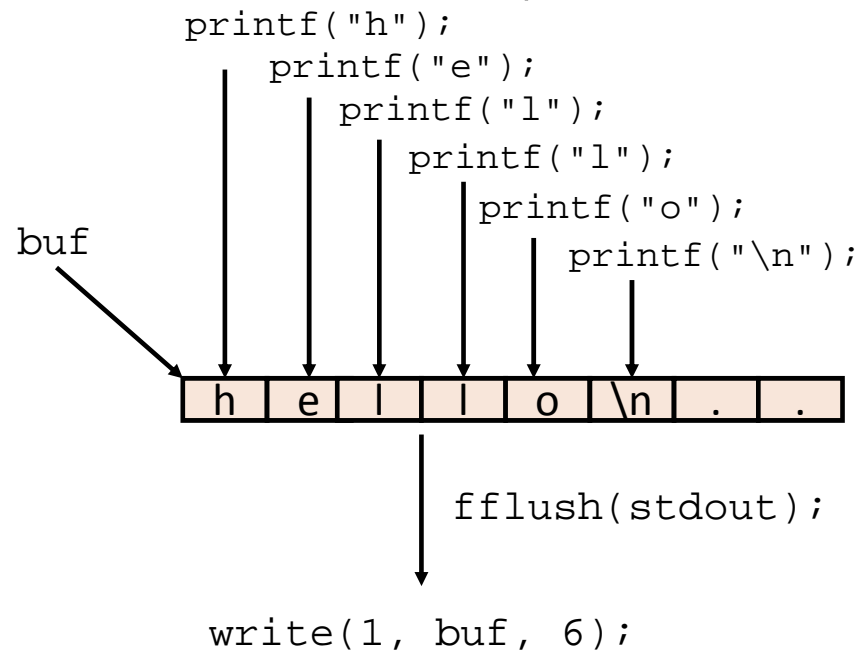 printf("h");
printf("e");
printf("l");
printf("l");
printf("o");
buf
printf("\n");
h e l l o \n . .
fflush(stdout);
write(1, buf, 6);